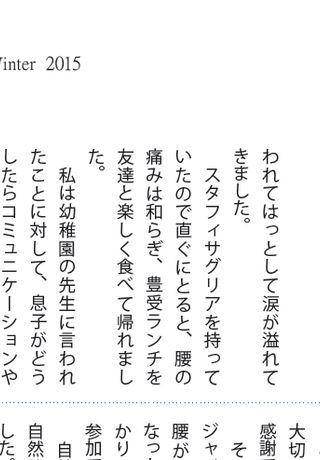 Winter 2015
われてはっとして涙が溢れて
きました。
スタフィサグリアを持って
いたので直ぐにとると、腰の
痛みは和らぎ、豊受ランチを
友達と楽しく食べて帰れまし
た。
私は幼稚園の先生に言われ
たことに対して、息子がどう
したらコミュニケーションや
大切
感謝
そ
ジャ
腰が
なっ
かり
参加
自
自然
した。